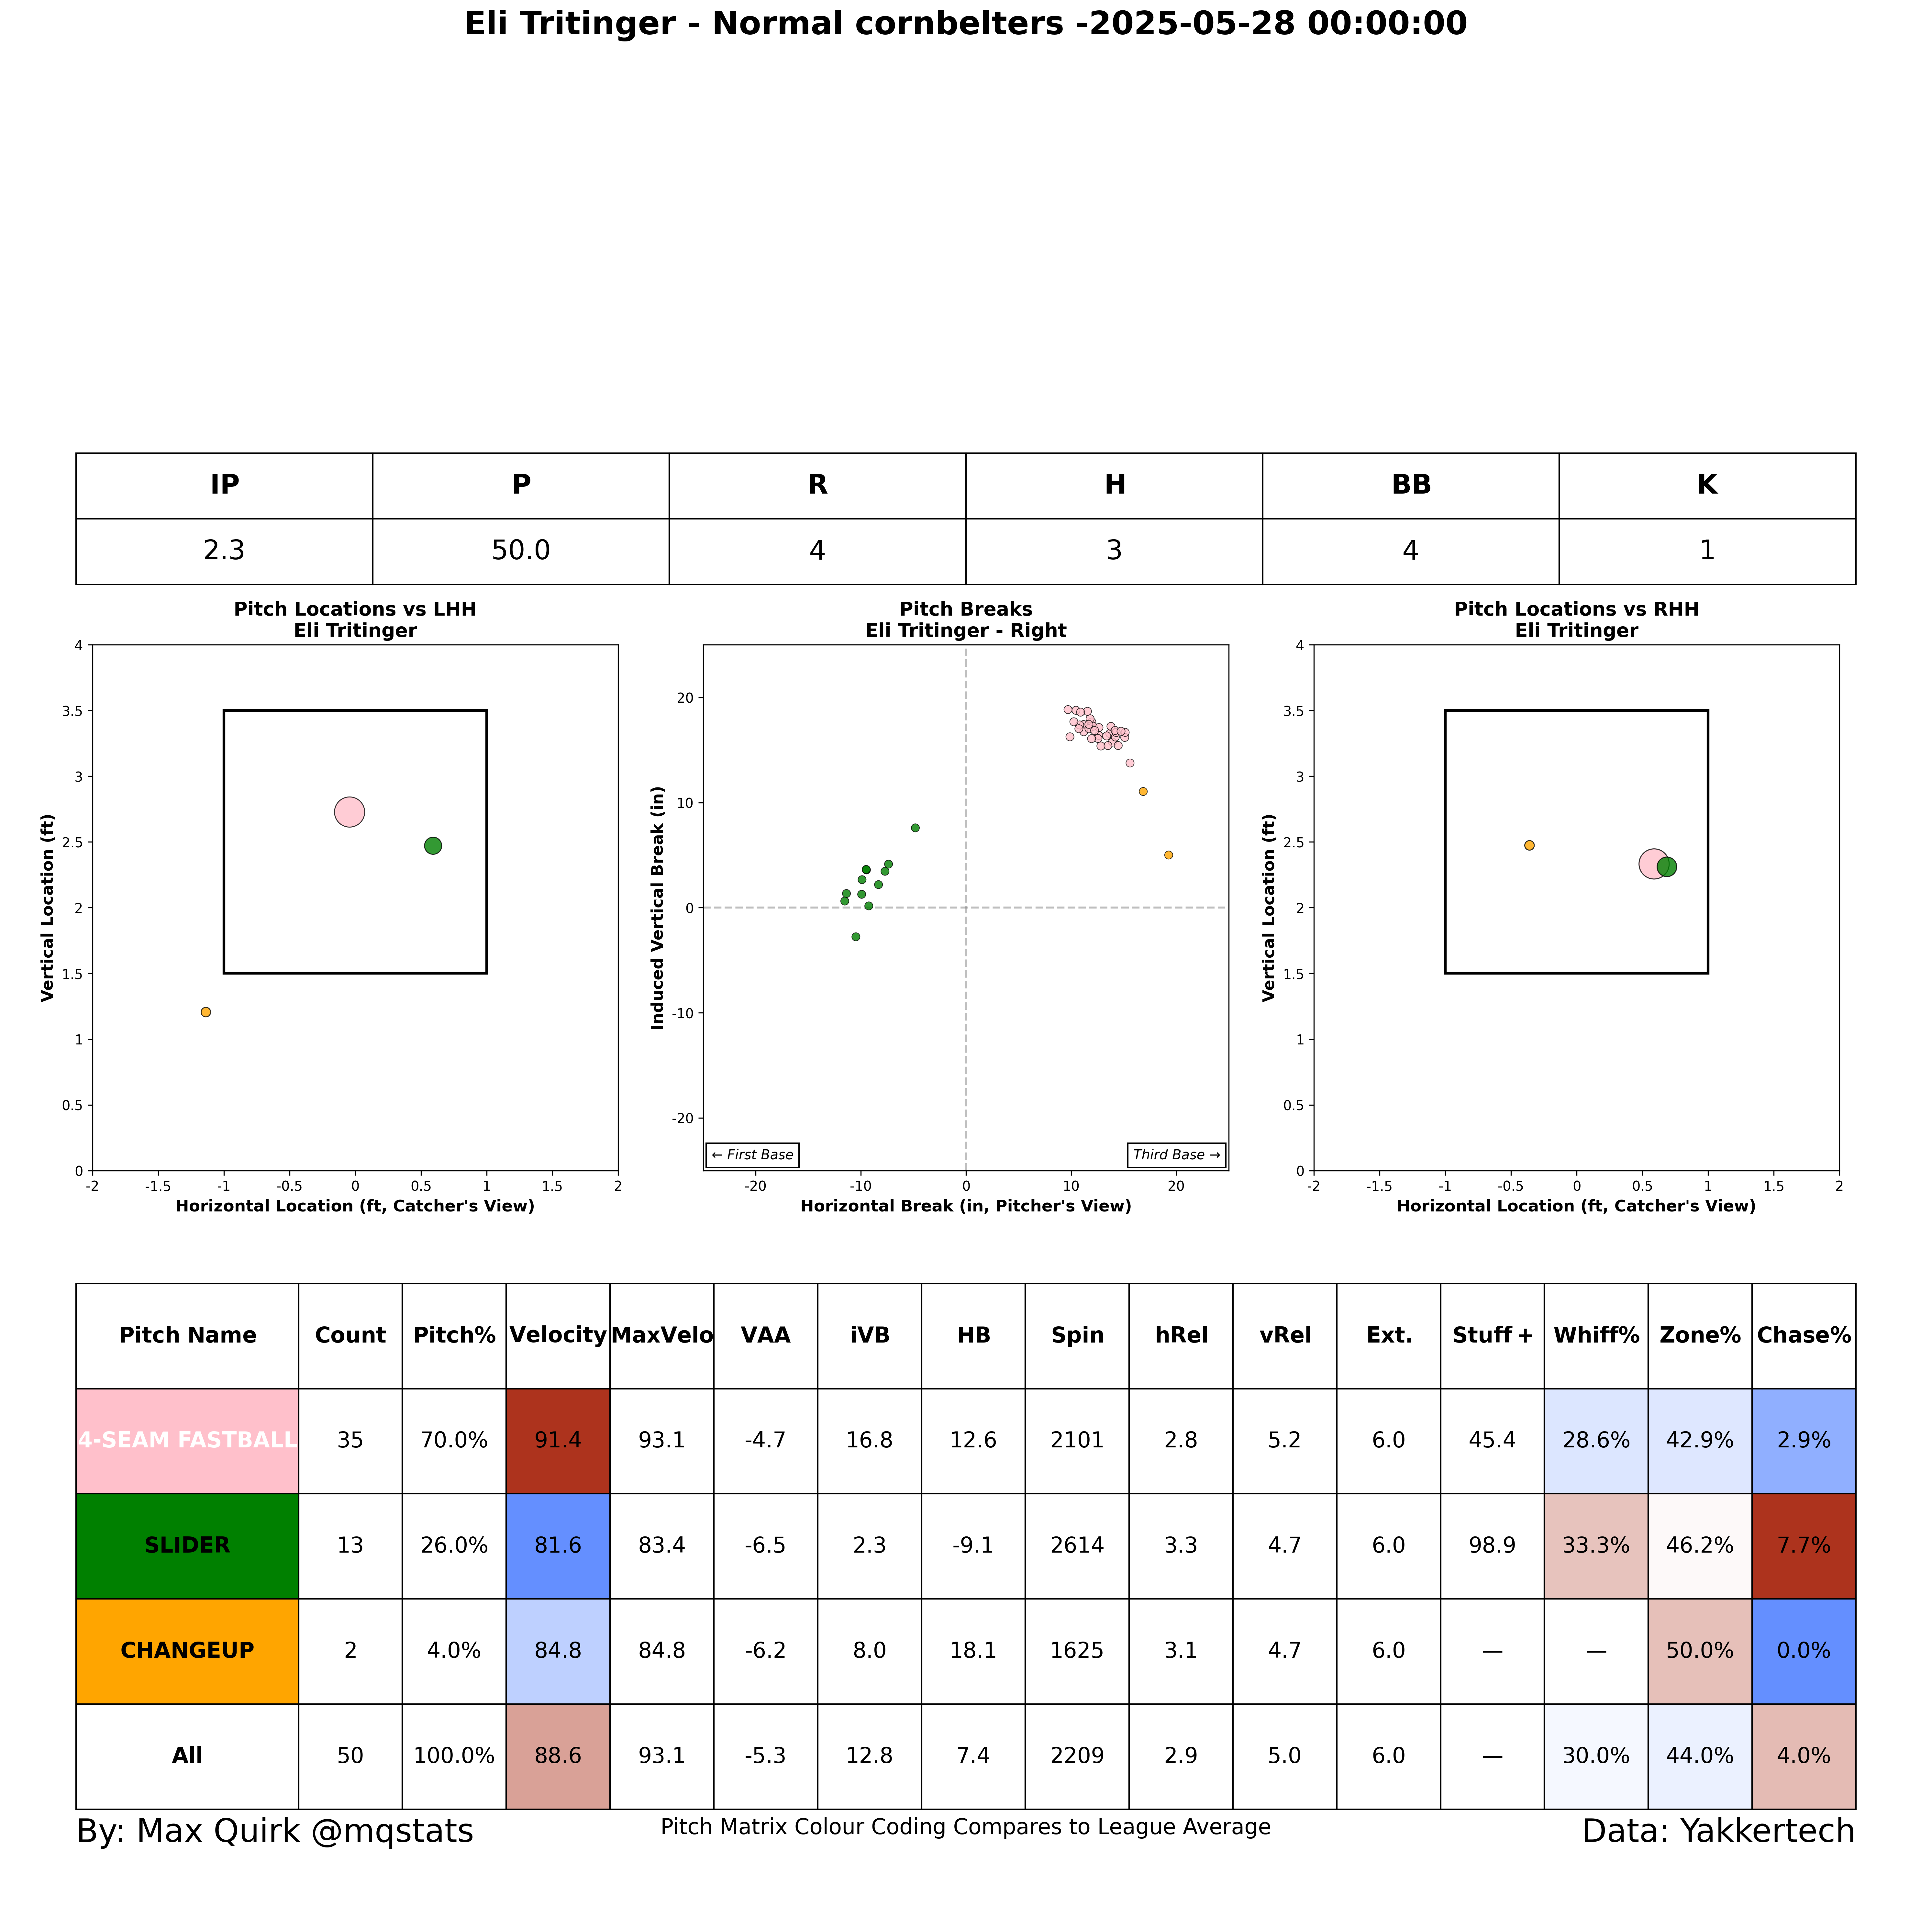 Eli Tritinger - Normal cornbelters -2025-05-28 00:00:00
IP P R H BB K
2.3 50.0 4 3 4 1
Pitch Locations vs LHH
Eli Tritinger
4
3.5
3
2.5
2
1.5
1
0.5
0
-2 -1.5 -1 -0.5 0 0.5 1 1.5 2
Vertical Location (ft)
Horizontal Location (ft, Catcher's View)
Pitch Breaks
Eli Tritinger - Right
20
10
0
-10
-20
← First Base Third Base →
-20 -10 0 10 20
Induced Vertical Break (in)
Horizontal Break (in, Pitcher's View)
Pitch Locations vs RHH
Eli Tritinger
4
3.5
3
2.5
2
1.5
1
0.5
0
-2 -1.5 -1 -0.5 0 0.5 1 1.5 2
Vertical Location (ft)
Horizontal Location (ft, Catcher's View)
Pitch Name Count Pitch% Velocity MaxVelo VAA iVB HB Spin hRel vRel Ext. Stuff+ Whiff% Zone% Chase%
4-SEAM FASTBALL 35 70.0% 91.4 93.1 -4.7 16.8 12.6 2101 2.8 5.2 6.0 45.4 28.6% 42.9% 2.9%
SLIDER 13 26.0% 81.6 83.4 -6.5 2.3 -9.1 2614 3.3 4.7 6.0 98.9 33.3% 46.2% 7.7%
CHANGEUP 2 4.0% 84.8 84.8 -6.2 8.0 18.1 1625 3.1 4.7 6.0 — — 50.0% 0.0%
All 50 100.0% 88.6 93.1 -5.3 12.8 7.4 2209 2.9 5.0 6.0 — 30.0% 44.0% 4.0%
By: Max Quirk @mqstats
Pitch Matrix Colour Coding Compares to League Average
Data: Yakkertech